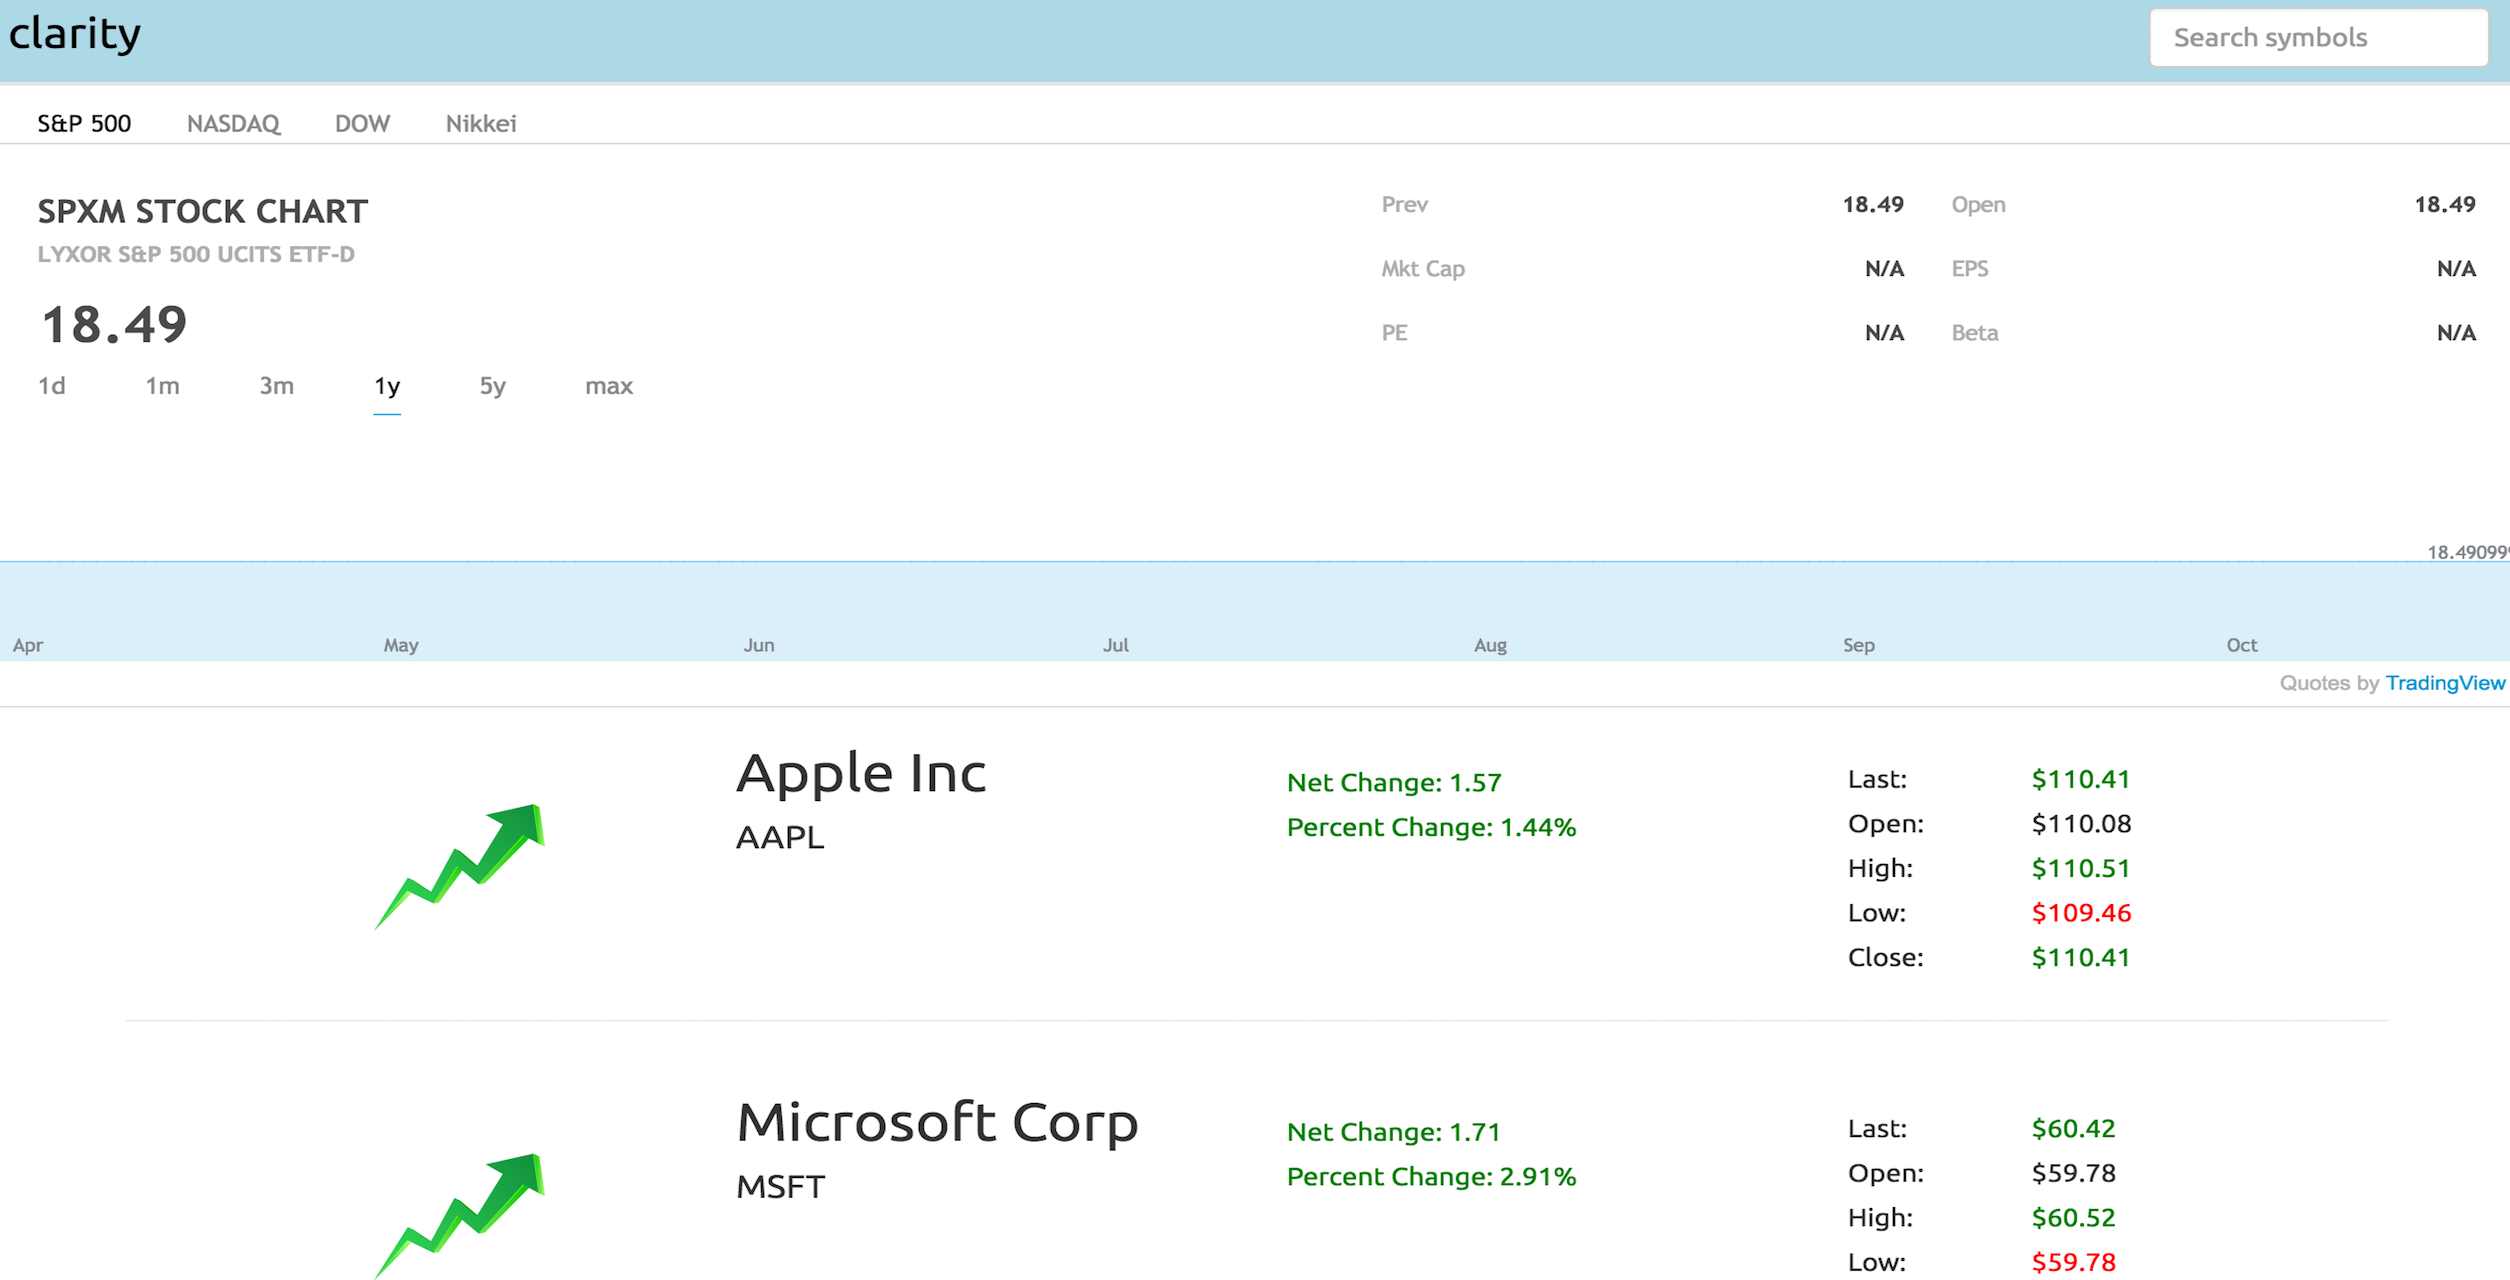 clarity
Search symbols
S&P 500 NASDAQ DOW Nikkei
SPXM STOCK CHART
LYXOR S&P 500 UCITS ETF-D
18.49
1d 1m 3m 1y 5y max
Prev 18.49 Open 18.49
Mkt Cap N/A EPS N/A
PE N/A Beta N/A
18.490999
Apr May Jun Jul Aug Sep Oct
Quotes by TradingView
Apple Inc
AAPL
Net Change: 1.57
Percent Change: 1.44%
Last: $110.41
Open: $110.08
High: $110.51
Low: $109.46
Close: $110.41
Microsoft Corp
MSFT
Net Change: 1.71
Percent Change: 2.91%
Last: $60.42
Open: $59.78
High: $60.52
Low: $59.78